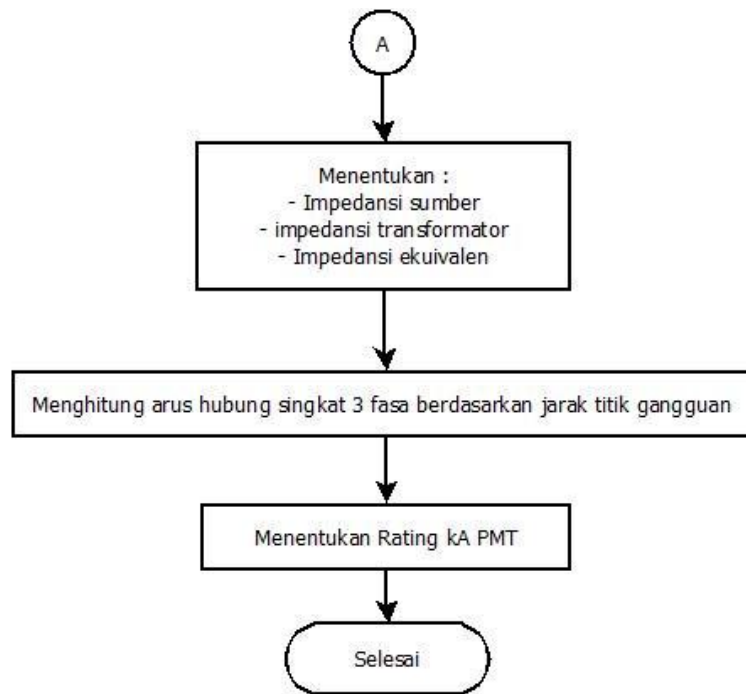 A
Menentukan :
- Impedansi sumber
- impedansi transformator
- Impedansi ekuivalen
Menghitung arus hubung singkat 3 fasa berdasarkan jarak titik gangguan
Menentukan Rating kA PMT
Selesai